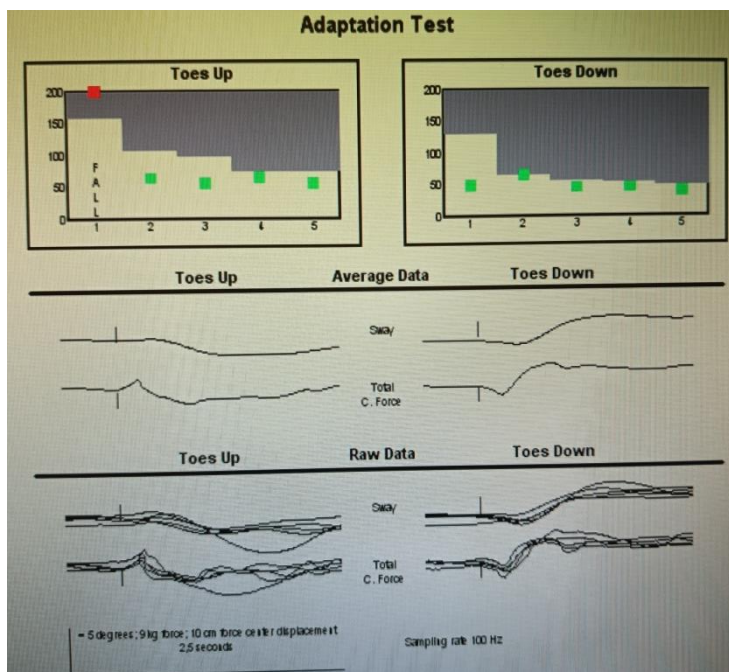 Adaptation Test
Toes Up
Toes Down
200
150
100
50
0
FALL
1 2 3 4 5
200
150
100
50
0
1 2 3 4 5
Toes Up Average Data Toes Down
Sway
Total
C. Force
Toes Up Raw Data Toes Down
Sway
Total
C. Force
= 5 degrees; 9 kg force; 10 cm force center displacement
2,5 seconds
Sampling rate 100 Hz